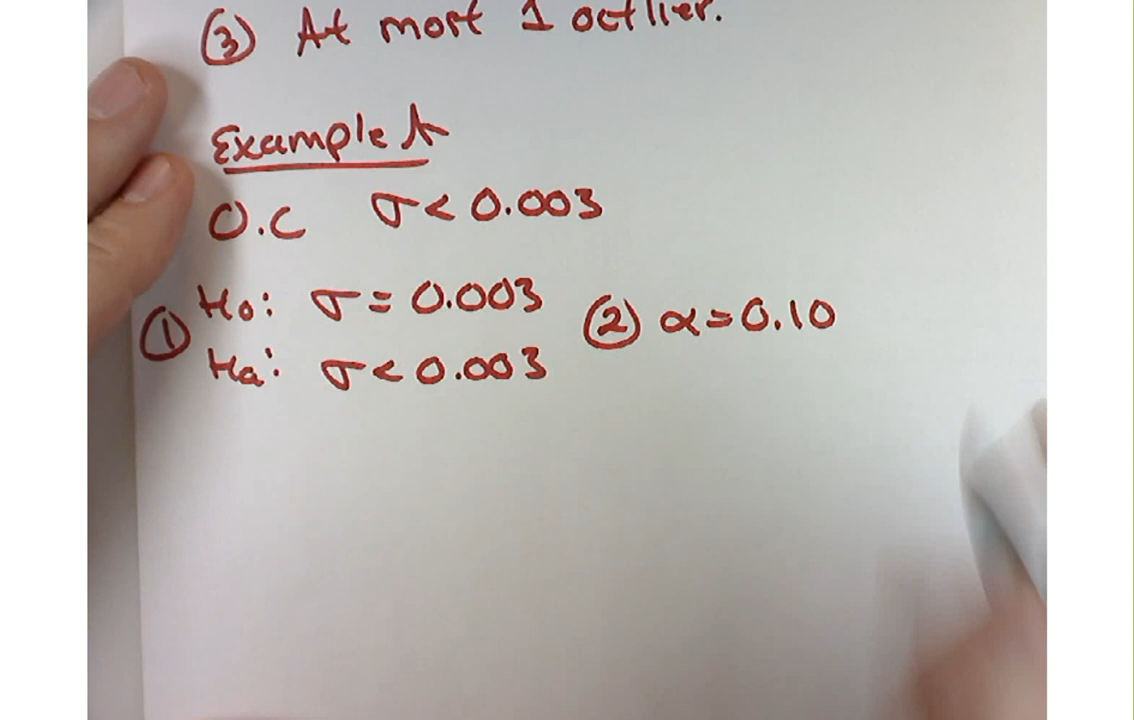 (3) At most 1 outlier.
Example A
O.C σ < 0.003
(1) Ho: σ = 0.003 (2) α = 0.10
Ha: σ < 0.003